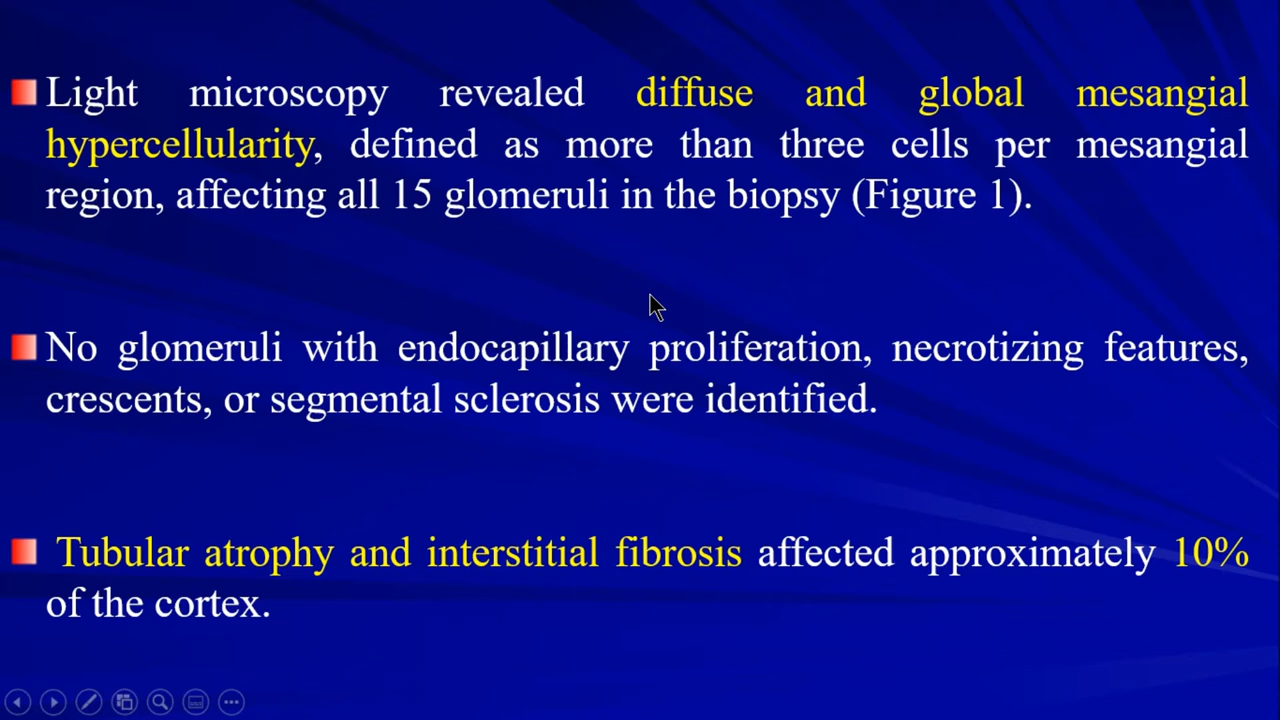 Light microscopy revealed diffuse and global mesangial
hypercellularity, defined as more than three cells per mesangial
region, affecting all 15 glomeruli in the biopsy (Figure 1).
No glomeruli with endocapillary proliferation, necrotizing features,
crescents, or segmental sclerosis were identified.
Tubular atrophy and interstitial fibrosis affected approximately 10%
of the cortex.